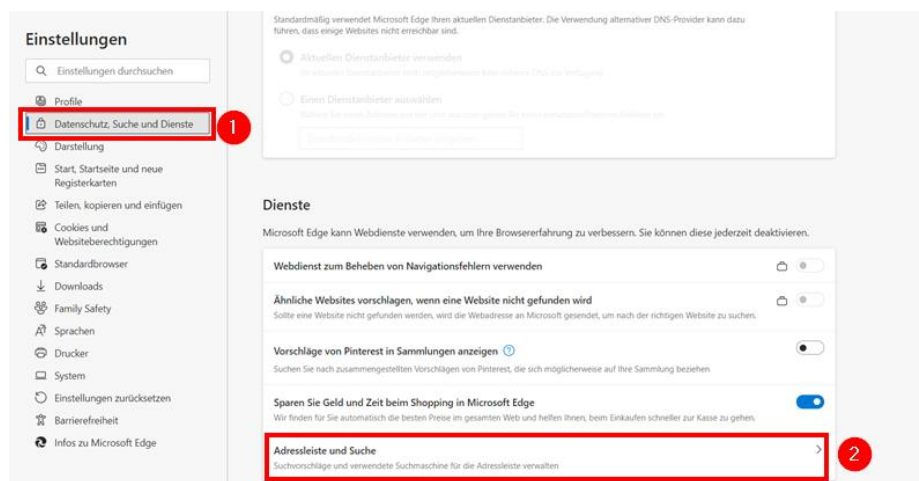 Standardmäßig verwendet Microsoft Edge Ihren aktuellen Dienstanbieter. Die Verwendung alternativer DNS-Provider kann dazu
führen, dass einige Websites nicht erreichbar sind.
Aktuellen Dienstanbieter verwenden
Einen Dienstanbieter auswählen
Einstellungen
Einstellungen durchsuchen
Profile
Datenschutz, Suche und Dienste
1
Darstellung
Start, Startseite und neue
Registerkarten
Teilen, kopieren und einfügen
Cookies und
Websiteberechtigungen
Standardbrowser
Downloads
Family Safety
Sprachen
Drucker
System
Einstellungen zurücksetzen
Barrierefreiheit
Infos zu Microsoft Edge
Dienste
Microsoft Edge kann Webdienste verwenden, um Ihre Browsererfahrung zu verbessern. Sie können diese jederzeit deaktivieren.
Webdienst zum Beheben von Navigationsfehlern verwenden
Ähnliche Websites vorschlagen, wenn eine Website nicht gefunden wird
Sollte eine Website nicht gefunden werden, wird die Webadresse an Microsoft gesendet, um nach der richtigen Website zu suchen.
Vorschläge von Pinterest in Sammlungen anzeigen
Suchen Sie nach zusammengestellten Vorschlägen von Pinterest, die sich möglicherweise auf Ihre Sammlung beziehen
Sparen Sie Geld und Zeit beim Shopping in Microsoft Edge
Wir finden für Sie automatisch die besten Preise im gesamten Web und helfen Ihnen, beim Einkaufen schneller zur Kasse zu gehen.
Adressleiste und Suche
Suchvorschläge und verwendete Suchmaschine für die Adressleiste verwalten
2